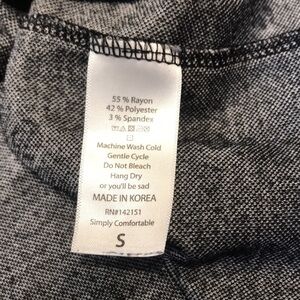 55 % Rayon
42 % Polyester
3 % Spandex
Machine Wash Cold
Gentle Cycle
Do Not Bleach
Hang Dry
or you'll be sad
MADE IN KOREA
RN#142151
Simply Comfortable
S